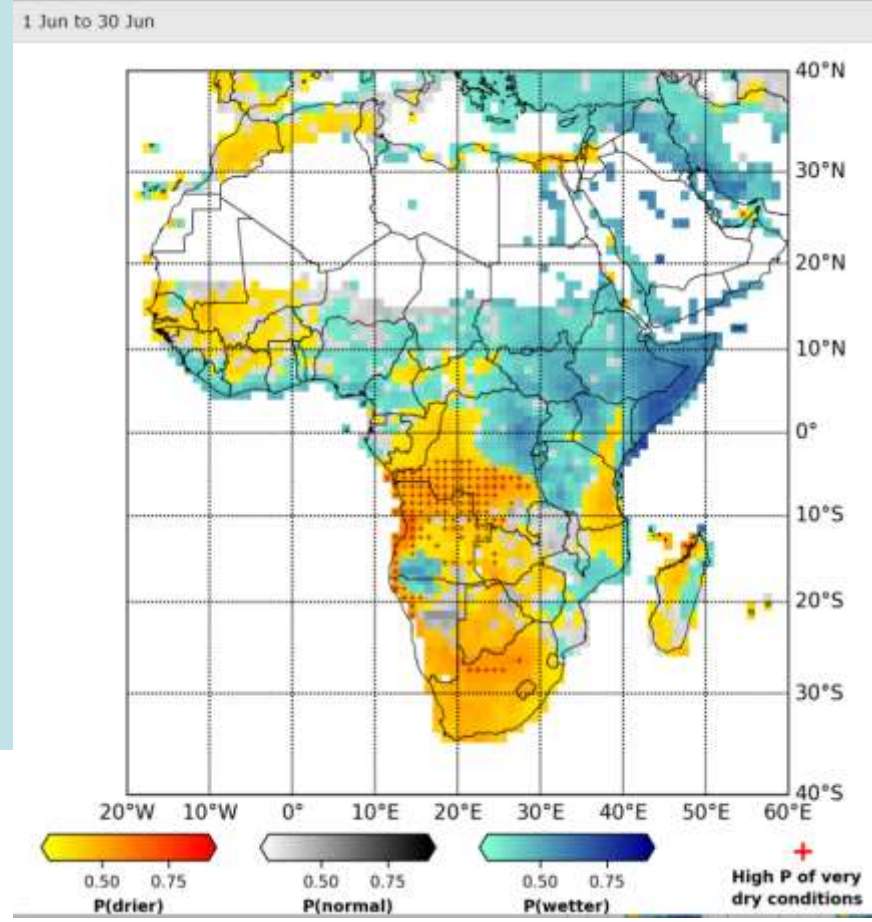 1 Jun to 30 Jun
40°N
30°N
20°N
10°N
0°
10°S
20°S
30°S
40°S
20°W 10°W 0° 10°E 20°E 30°E 40°E 50°E 60°E
0.50 0.75 0.50 0.75 0.50 0.75
P(drier) P(normal) P(wetter)
High P of very
dry conditions